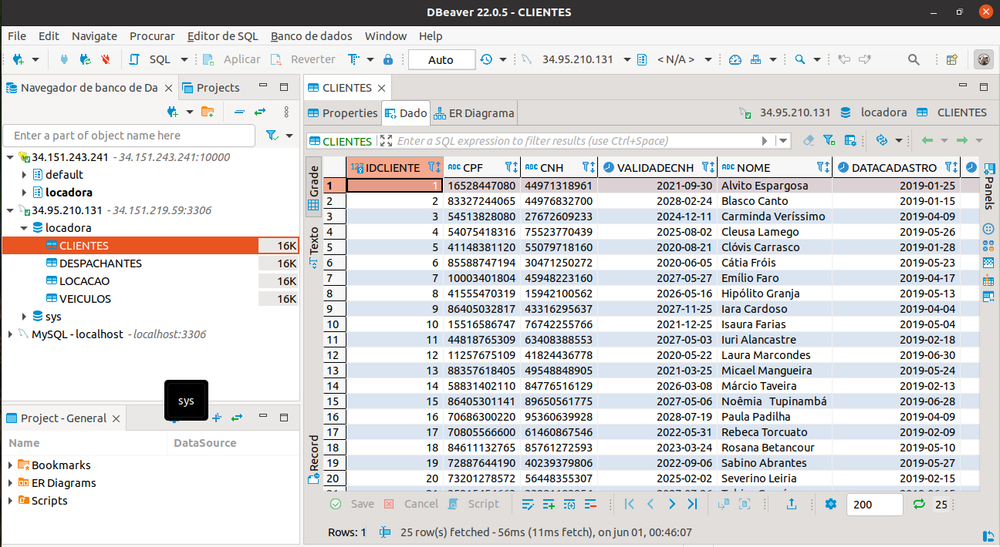 DBeaver 22.0.5 - CLIENTES
File Edit Navigate Procurar Editor de SQL Banco de dados Window Help
SQL Aplicar Reverter Auto 34.95.210.131 < N/A >
Navegador de banco de Da Projects
Enter a part of object name here
34.151.243.241 - 34.151.243.241:10000
default
locadora
34.95.210.131 - 34.151.219.59:3306
locadora
CLIENTES 16K
DESPACHANTES 16K
LOCACAO 16K
VEICULOS 16K
sys
MySQL - localhost - localhost:3306
sys
Project - General
Name DataSource
Bookmarks
ER Diagrams
Scripts
CLIENTES
Properties Dado ER Diagrama 34.95.210.131 locadora CLIENTES
CLIENTES Enter a SQL expression to filter results (use Ctrl+Space)
Grade
Texto
Record
123 IDCLIENTE ABC CPF ABC CNH VALIDADECNH ABC NOME DATACADASTRO
1 1 16528447080 44971318961 2021-09-30 Alvito Espargosa 2019-01-25
2 2 83327244065 44976832700 2028-02-24 Blasco Canto 2019-01-15
3 3 54513828080 27672609233 2024-12-11 Carminda Veríssimo 2019-04-09
4 4 54075418316 75523770439 2025-08-02 Cleusa Lamego 2019-05-26
5 5 41148381120 55079718160 2020-08-21 Clóvis Carrasco 2019-01-28
6 6 85588747194 30471250272 2020-06-05 Cátia Fróis 2019-05-23
7 7 10003401804 45948223160 2027-05-27 Emílio Faro 2019-04-17
8 8 41555470319 15942100562 2026-05-16 Hipólito Granja 2019-05-13
9 9 86405032817 43316295637 2027-11-25 Iara Cardoso 2019-04-04
10 10 15516586747 76742255766 2021-12-25 Isaura Farias 2019-05-04
11 11 44818765309 63408388553 2027-05-03 Iuri Alancastre 2019-02-18
12 12 11257675109 41824436778 2020-05-22 Laura Marcondes 2019-06-30
13 13 88357618405 49548848905 2021-03-25 Micael Mangueira 2019-05-24
14 14 58831402110 84776516129 2026-03-08 Márcio Taveira 2019-02-13
15 15 86405301141 89650561775 2027-05-06 Noêmia Tupinambá 2019-06-28
16 16 70686300220 95360639928 2028-07-19 Paula Padilha 2019-04-09
17 17 70805566600 61460867546 2022-05-31 Rebeca Torcuato 2019-02-09
18 18 84611132765 85761272593 2023-03-24 Rosana Betancour 2019-05-10
19 19 72887644190 40239379806 2022-09-06 Sabino Abrantes 2019-05-27
20 20 73201278572 56448355307 2025-02-02 Severino Leiria 2019-02-15
Panels
Save Cancel Script 200 25
Rows: 1 25 row(s) fetched - 56ms (11ms fetch), on jun 01, 00:46:07